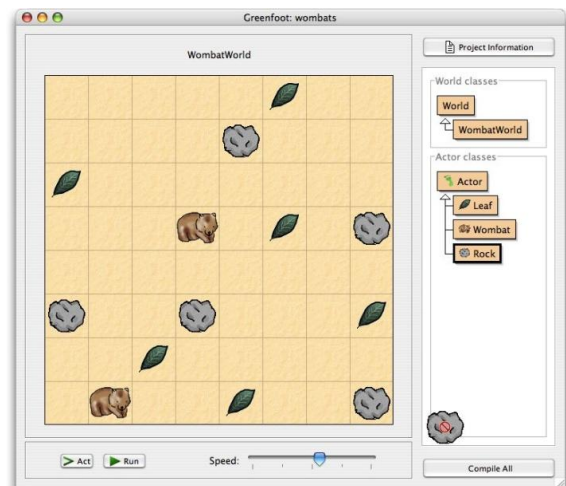 Greenfoot: wombats
WombatWorld
Project Information
World classes
World
WombatWorld
Actor classes
Actor
Leaf
Wombat
Rock
Act
Run
Speed:
Compile All